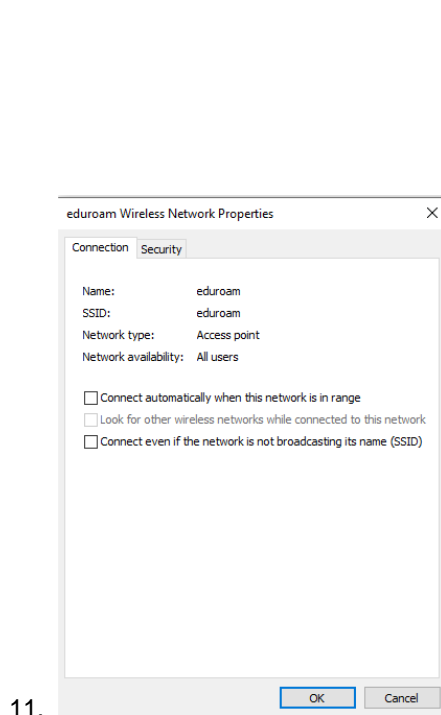 eduroam Wireless Network Properties
Connection Security
Name: eduroam
SSID: eduroam
Network type: Access point
Network availability: All users
Connect automatically when this network is in range
Look for other wireless networks while connected to this network
Connect even if the network is not broadcasting its name (SSID)
OK Cancel
11.